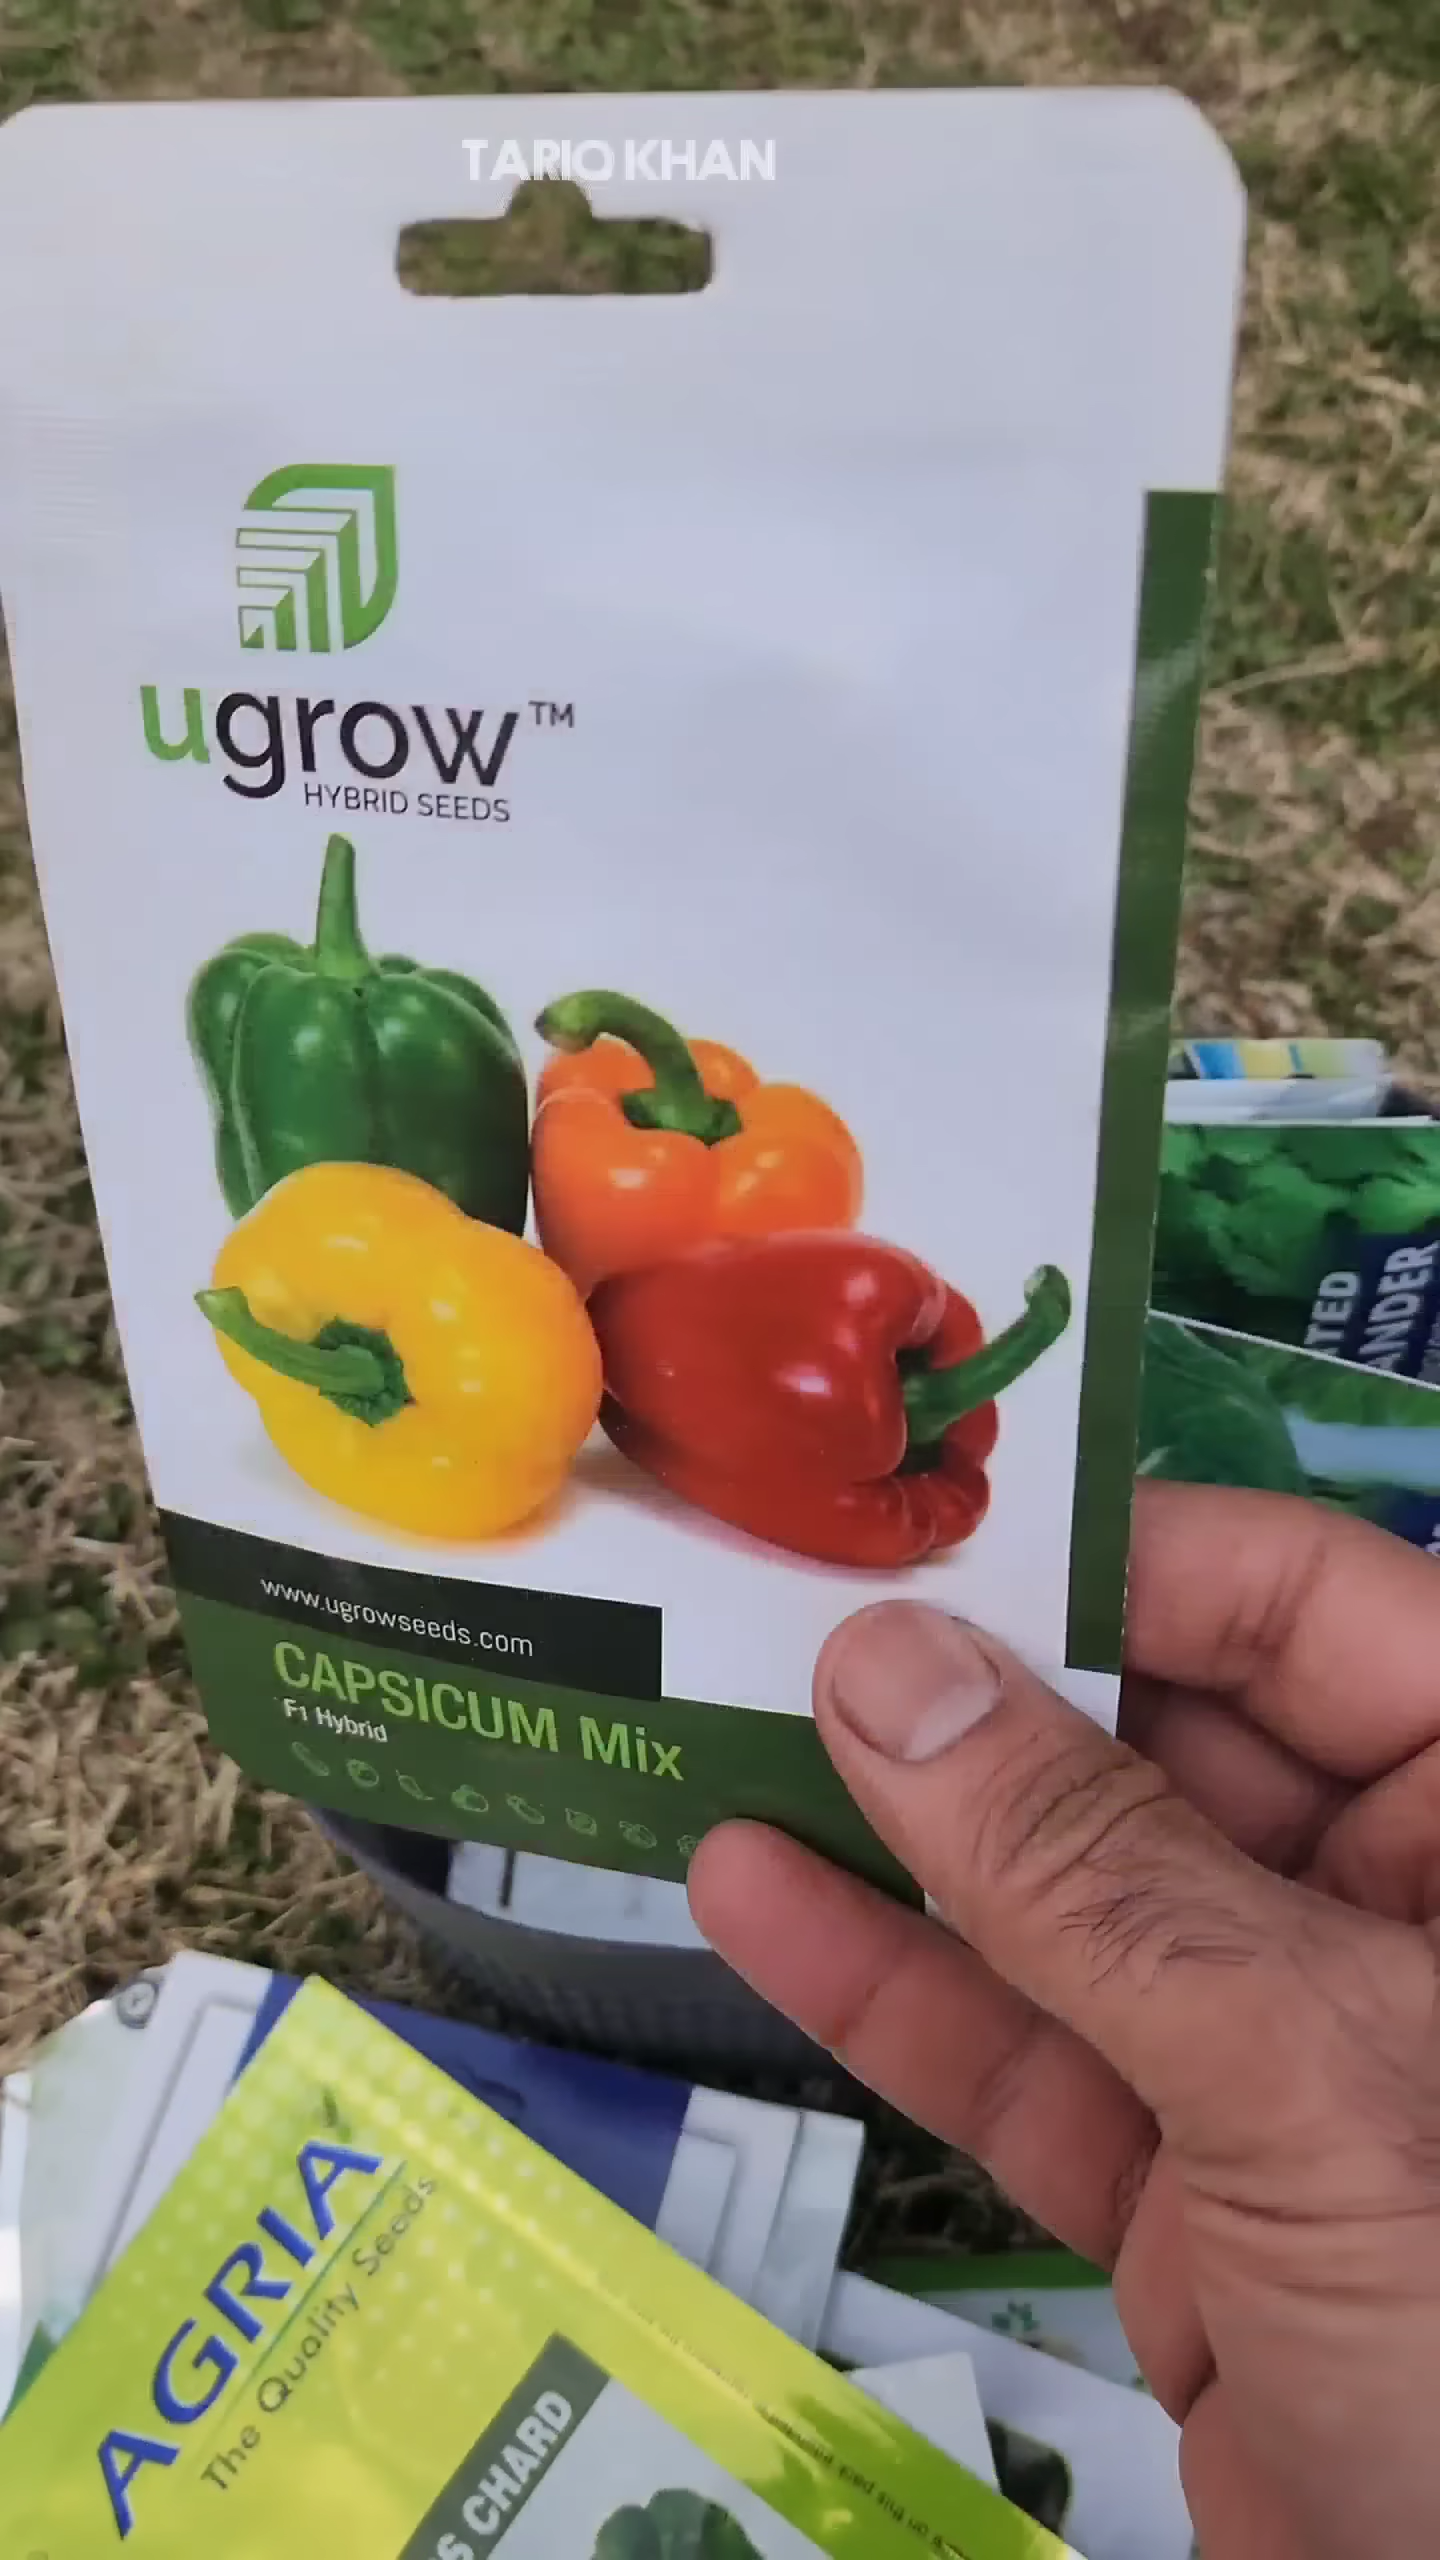 TARIQ KHAN
ugrow™
HYBRID SEEDS
www.ugrowseeds.com
CAPSICUM Mix
F1 Hybrid
AGRIA
The Quality Seeds
CHARD